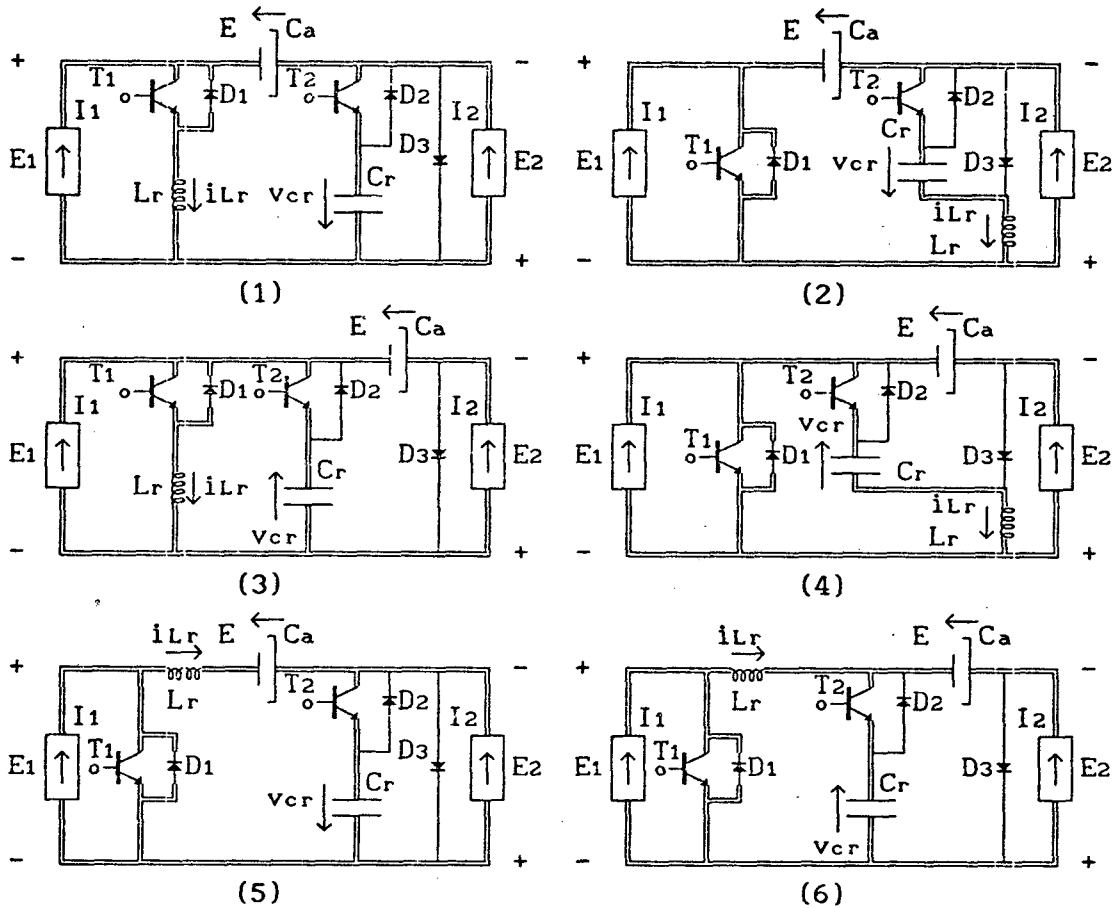 E Ca
+ T1 D1 T2 D2 -
I1 D3 I2
E1 Lr iLr vcr Cr E2
- +
(1)
E Ca
+ T2 D2 -
I1 Cr I2
E1 T1 D1 vcr D3 E2
iLr
Lr
- +
(2)
E Ca
+ T1 D1 T2 D2 -
I1 I2
E1 Lr iLr Cr D3 E2
vcr
- +
(3)
E Ca
+ T2 D2 -
I1 vcr I2
E1 T1 D1 Cr D3 E2
iLr
Lr
- +
(4)
iLr E Ca
+ Lr T2 D2 -
I1 D3 I2
E1 T1 D1 Cr E2
vcr
- +
(5)
iLr E Ca
+ Lr T2 D2 -
I1 I2
E1 T1 D1 Cr D3 E2
vcr
- +
(6)